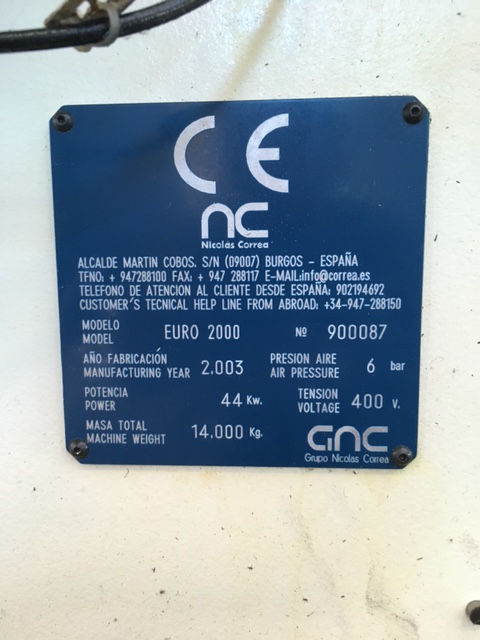 CE
nc
Nicolas Correa
ALCALDE MARTIN COBOS. S/N (09007) BURGOS - ESPAÑA
TFNO: + 947288100 FAX: + 947 288117 E-MAIL:info@correa.es
TELEFONO DE ATENCION AL CLIENTE DESDE ESPAÑA: 902194692
CUSTOMER'S TECNICAL HELP LINE FROM ABROAD: +34-947-288150
MODELO
MODEL
EURO 2000
Nº 900087
AÑO FABRICACIÓN
MANUFACTURING YEAR
2.003
PRESION AIRE
AIR PRESSURE
6 bar
POTENCIA
POWER
44 Kw.
TENSION
VOLTAGE
400 V.
MASA TOTAL
MACHINE WEIGHT
14.000 Kg.
GNC
Grupo Nicolas Correa